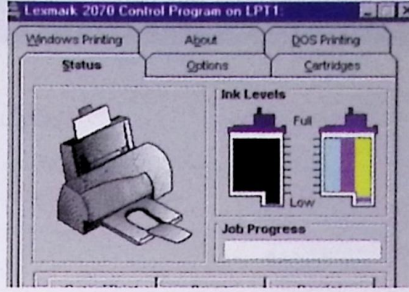 Lexmark 2070 Control Program on LPT1
Windows Printing
About
DOS Printing
Status
Options
Cartridges
Ink Levels
Full
Low
Job Progress